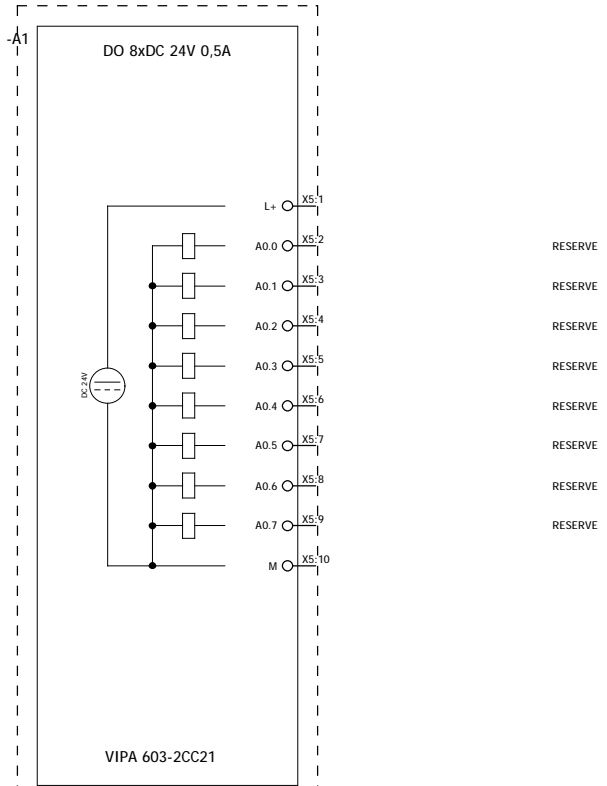 -A1
DO 8xDC 24V 0,5A
L+ X5:1
A0.0 X5:2 RESERVE
A0.1 X5:3 RESERVE
A0.2 X5:4 RESERVE
A0.3 X5:5 RESERVE
DC 24V
A0.4 X5:6 RESERVE
A0.5 X5:7 RESERVE
A0.6 X5:8 RESERVE
A0.7 X5:9 RESERVE
M X5:10
VIPA 603-2CC21